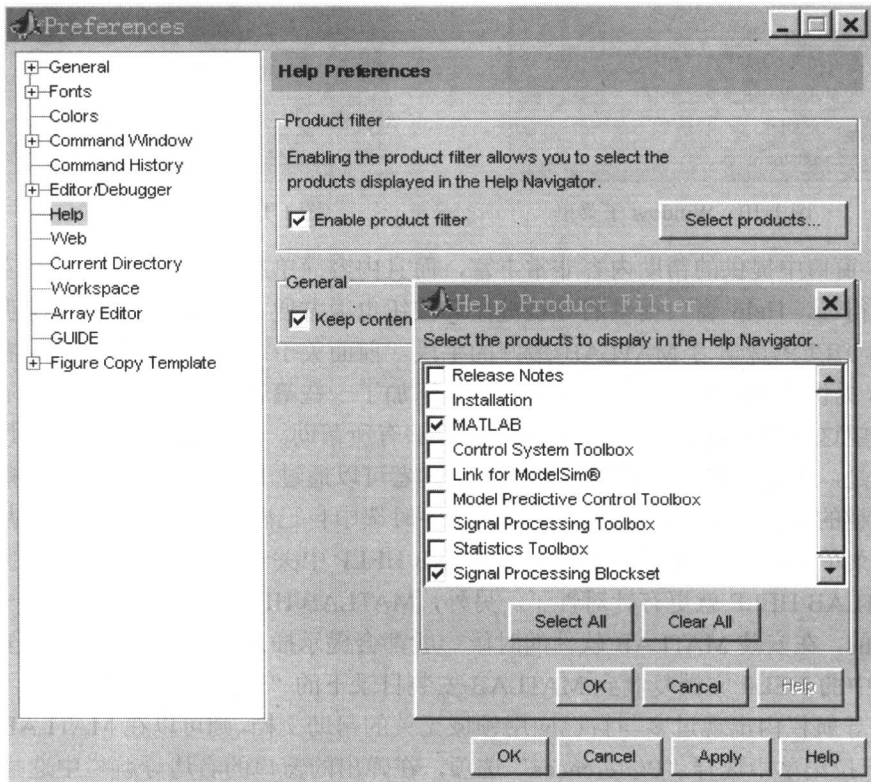 Preferences
General
Fonts
Colors
Command Window
Command History
Editor/Debugger
Help
Web
Current Directory
Workspace
Array Editor
GUIDE
Figure Copy Template
Help Preferences
Product filter
Enabling the product filter allows you to select the
products displayed in the Help Navigator.
Enable product filter
Select products...
General
Keep conten
Help Product Filter
Select the products to display in the Help Navigator.
Release Notes
Installation
MATLAB
Control System Toolbox
Link for ModelSim®
Model Predictive Control Toolbox
Signal Processing Toolbox
Statistics Toolbox
Signal Processing Blockset
Select All
Clear All
OK
Cancel
Help
OK
Cancel
Apply
Help